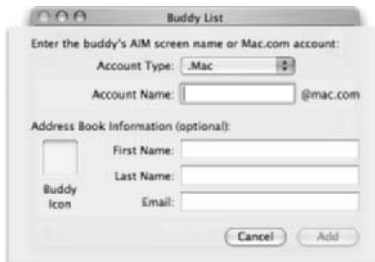 Buddy List
Enter the buddy's AIM screen name or Mac.com account:
Account Type: .Mac
Account Name: @mac.com
Address Book Information (optional):
First Name:
Last Name:
Buddy Icon
Email:
Cancel Add